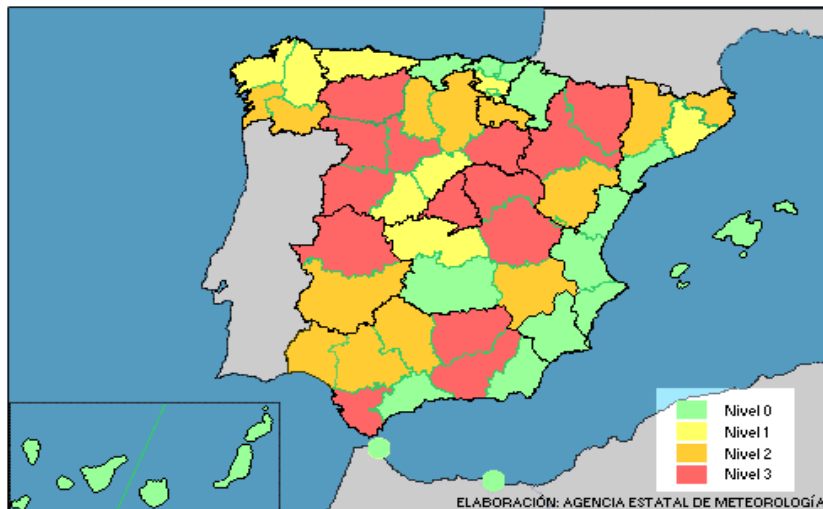 Nivel 0
Nivel 1
Nivel 2
Nivel 3
ELABORACIÓN: AGENCIA ESTATAL DE METEOROLOGÍA